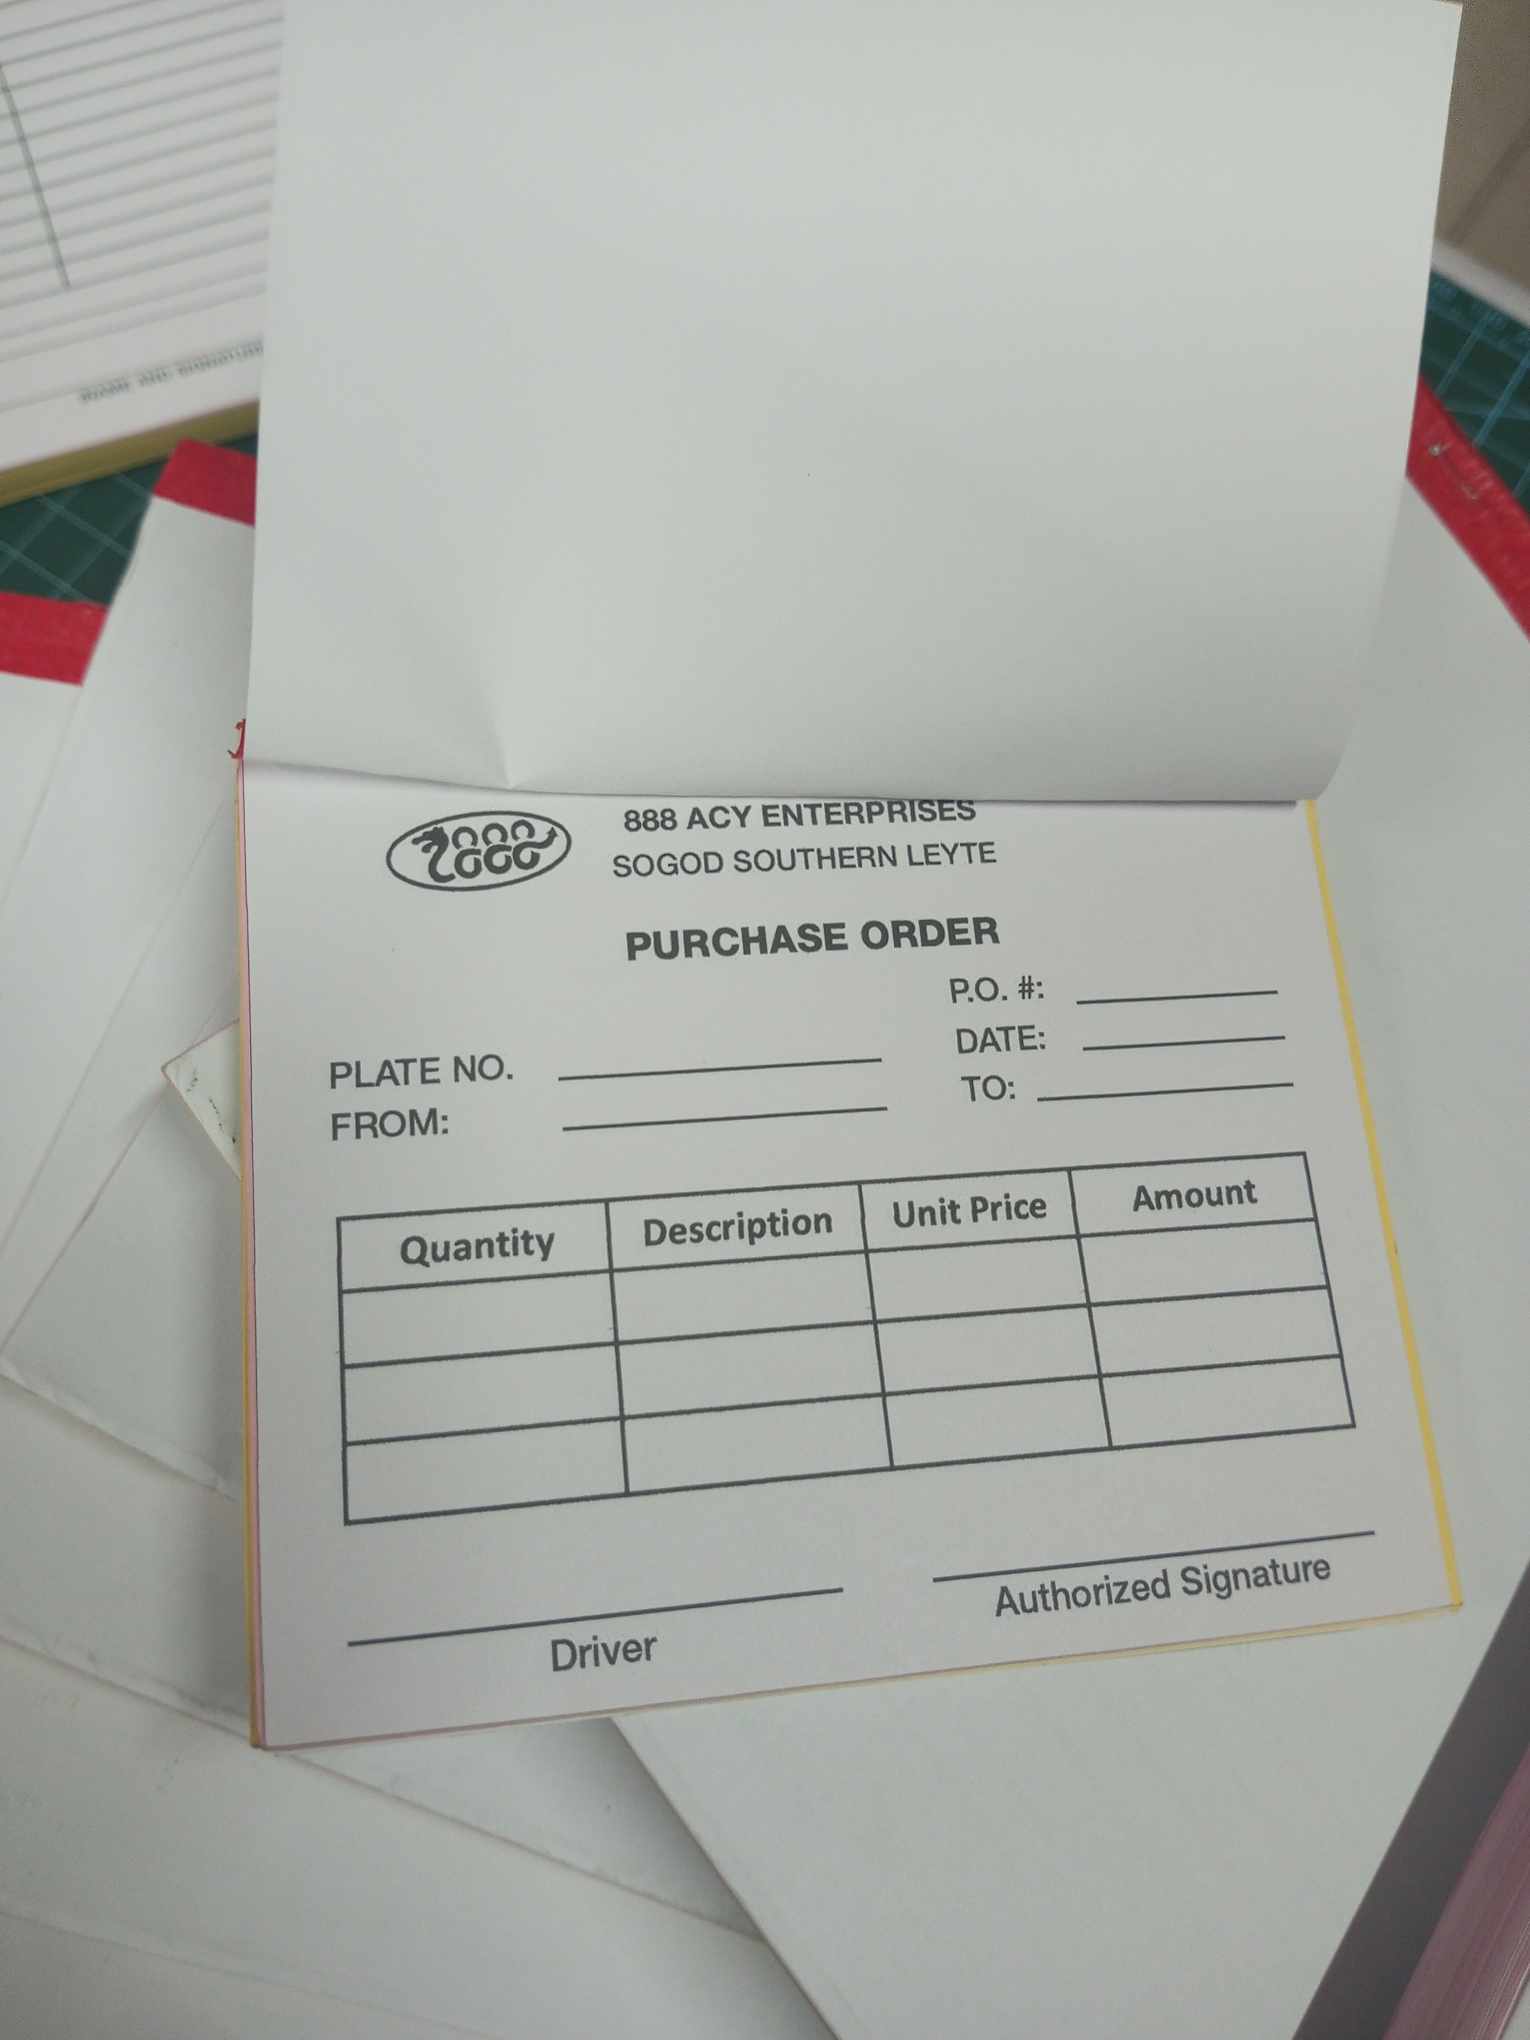 888 ACY ENTERPRISES
SOGOD SOUTHERN LEYTE
PURCHASE ORDER
P.O. #:
DATE:
PLATE NO.
TO:
FROM:
Quantity Description Unit Price Amount
Driver
Authorized Signature